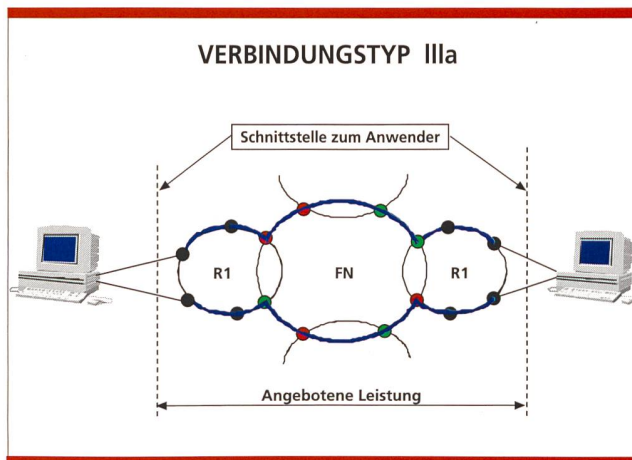 VERBINDUNGSTYP IIIa
Schnittstelle zum Anwender
R1
FN
R1
Angebotene Leistung